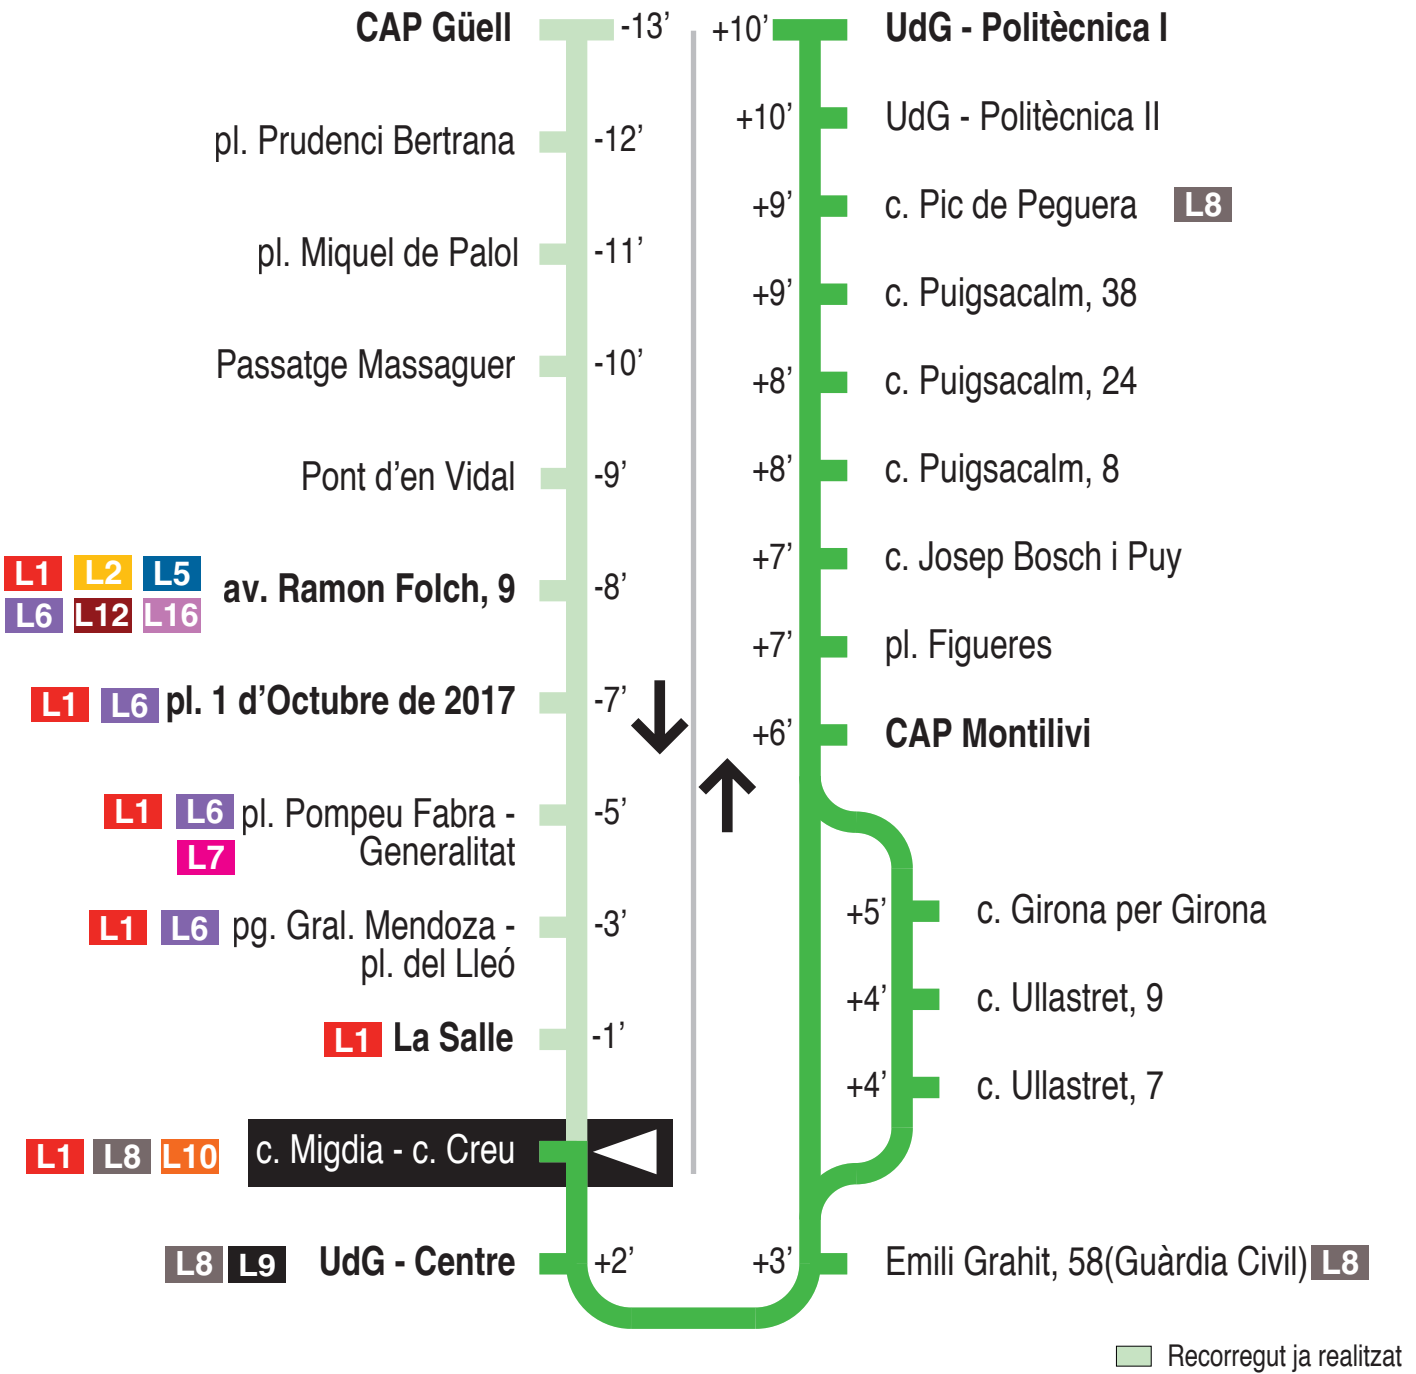 CAP Güell -13’
pl. Prudenci Bertrana -12’
pl. Miquel de Palol -11’
Passatge Massaguer -10’
Pont d’en Vidal -9’
L1 L2 L5
L6 L12 L16
av. Ramon Folch, 9 -8’
L1 L6 pl. 1 d’Octubre de 2017 -7’
L1 L6 pl. Pompeu Fabra - -5’
L7 Generalitat
L1 L6 pg. Gral. Mendoza - -3’
pl. del Lleó
L1 La Salle -1’
L1 L8 L10 c. Migdia - c. Creu
L8 L9 UdG - Centre +2’
+10’ UdG - Politècnica I
+10’ UdG - Politècnica II
+9’ c. Pic de Peguera L8
+9’ c. Puigsacalm, 38
+8’ c. Puigsacalm, 24
+8’ c. Puigsacalm, 8
+7’ c. Josep Bosch i Puy
+7’ pl. Figueres
+6’ CAP Montilivi
+5’ c. Girona per Girona
+4’ c. Ullastret, 9
+4’ c. Ullastret, 7
+3’ Emili Grahit, 58(Guàrdia Civil) L8
Recorregut ja realitzat